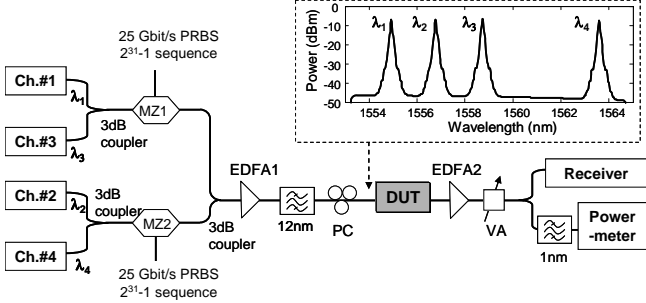 25 Gbit/s PRBS
2³¹-1 sequence
Ch.#1
λ1
MZ1
Ch.#3
λ3
3dB
coupler
Ch.#2
λ2
3dB
coupler
MZ2
Ch.#4
λ4
25 Gbit/s PRBS
2³¹-1 sequence
3dB
coupler
EDFA1
12nm
PC
DUT
EDFA2
VA
Receiver
1nm
Power
-meter
Power (dBm)
0
-10
-20
-30
-40
-50
λ1 λ2 λ3 λ4
1554 1556 1558 1560 1562 1564
Wavelength (nm)